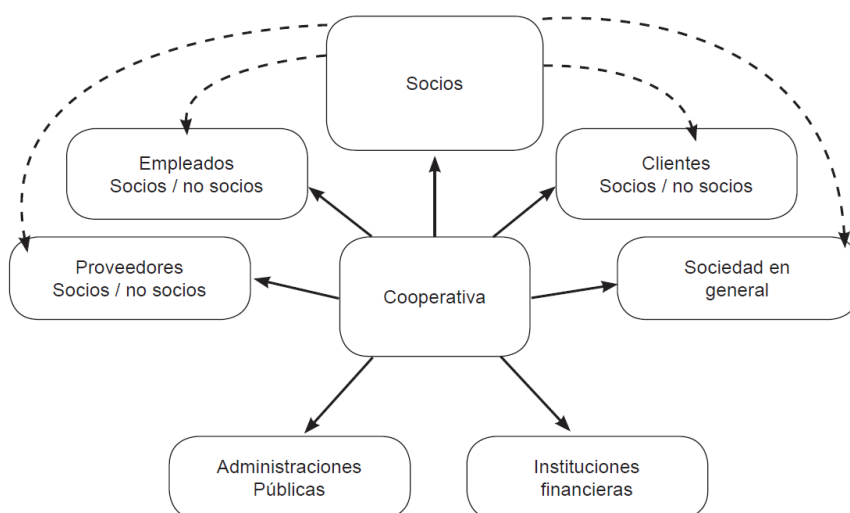 Socios
Empleados
Socios / no socios
Clientes
Socios / no socios
Proveedores
Socios / no socios
Cooperativa
Sociedad en
general
Administraciones
Públicas
Instituciones
financieras